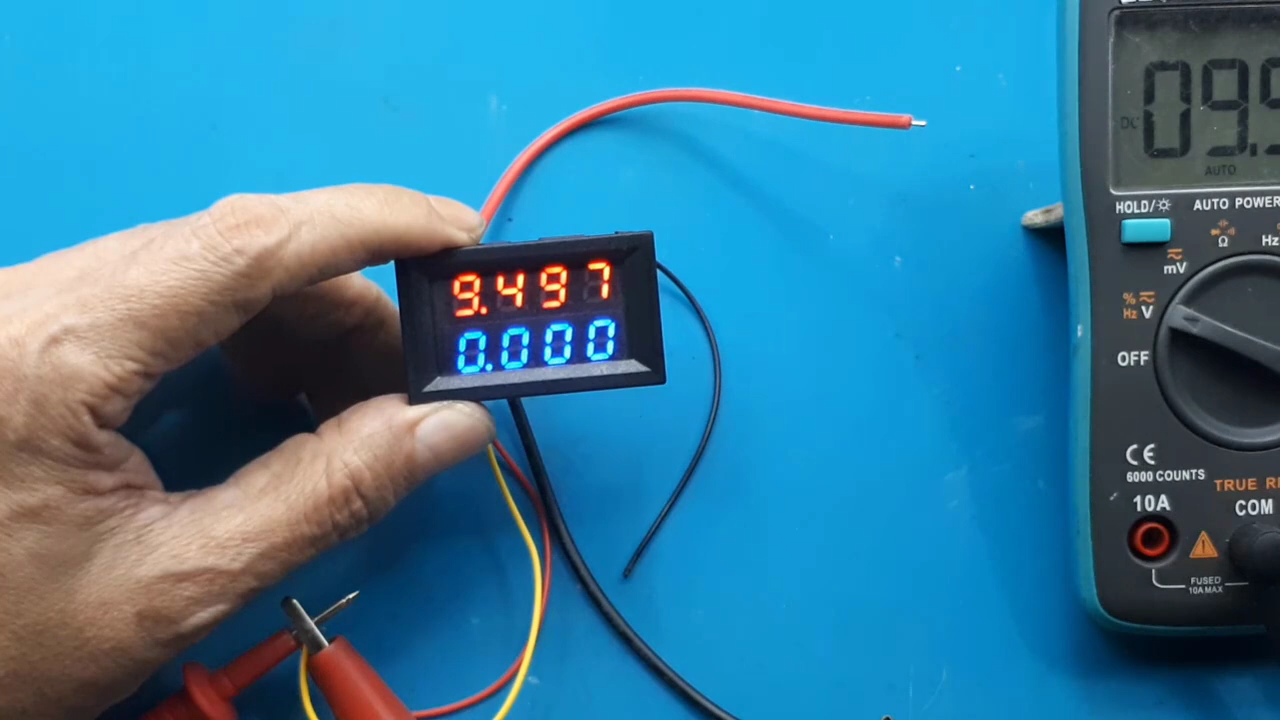 9.497
0.000
DC
09.
AUTO
HOLD/
AUTO POWER
Ω
Hz
mV
% Hz V
OFF
CE
6000 COUNTS
TRUE
10A
COM
FUSED
10A MAX